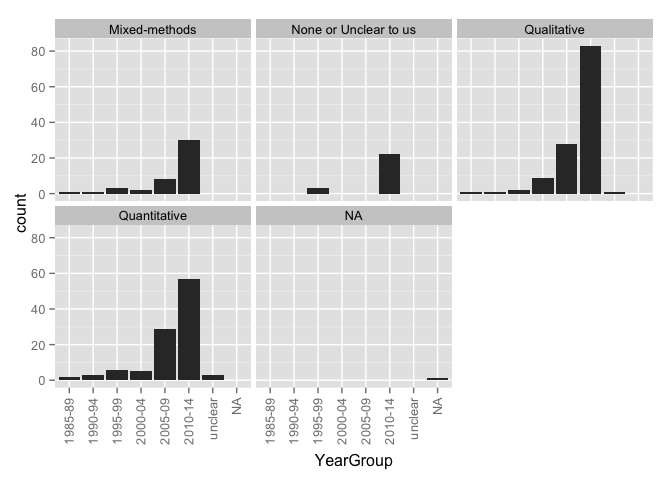 Mixed-methods
None or Unclear to us
Qualitative
80
60
40
20
0
count
Quantitative
NA
80
60
40
20
0
1985-89
1990-94
1995-99
2000-04
2005-09
2010-14
unclear
NA
1985-89
1990-94
1995-99
2000-04
2005-09
2010-14
unclear
NA
YearGroup